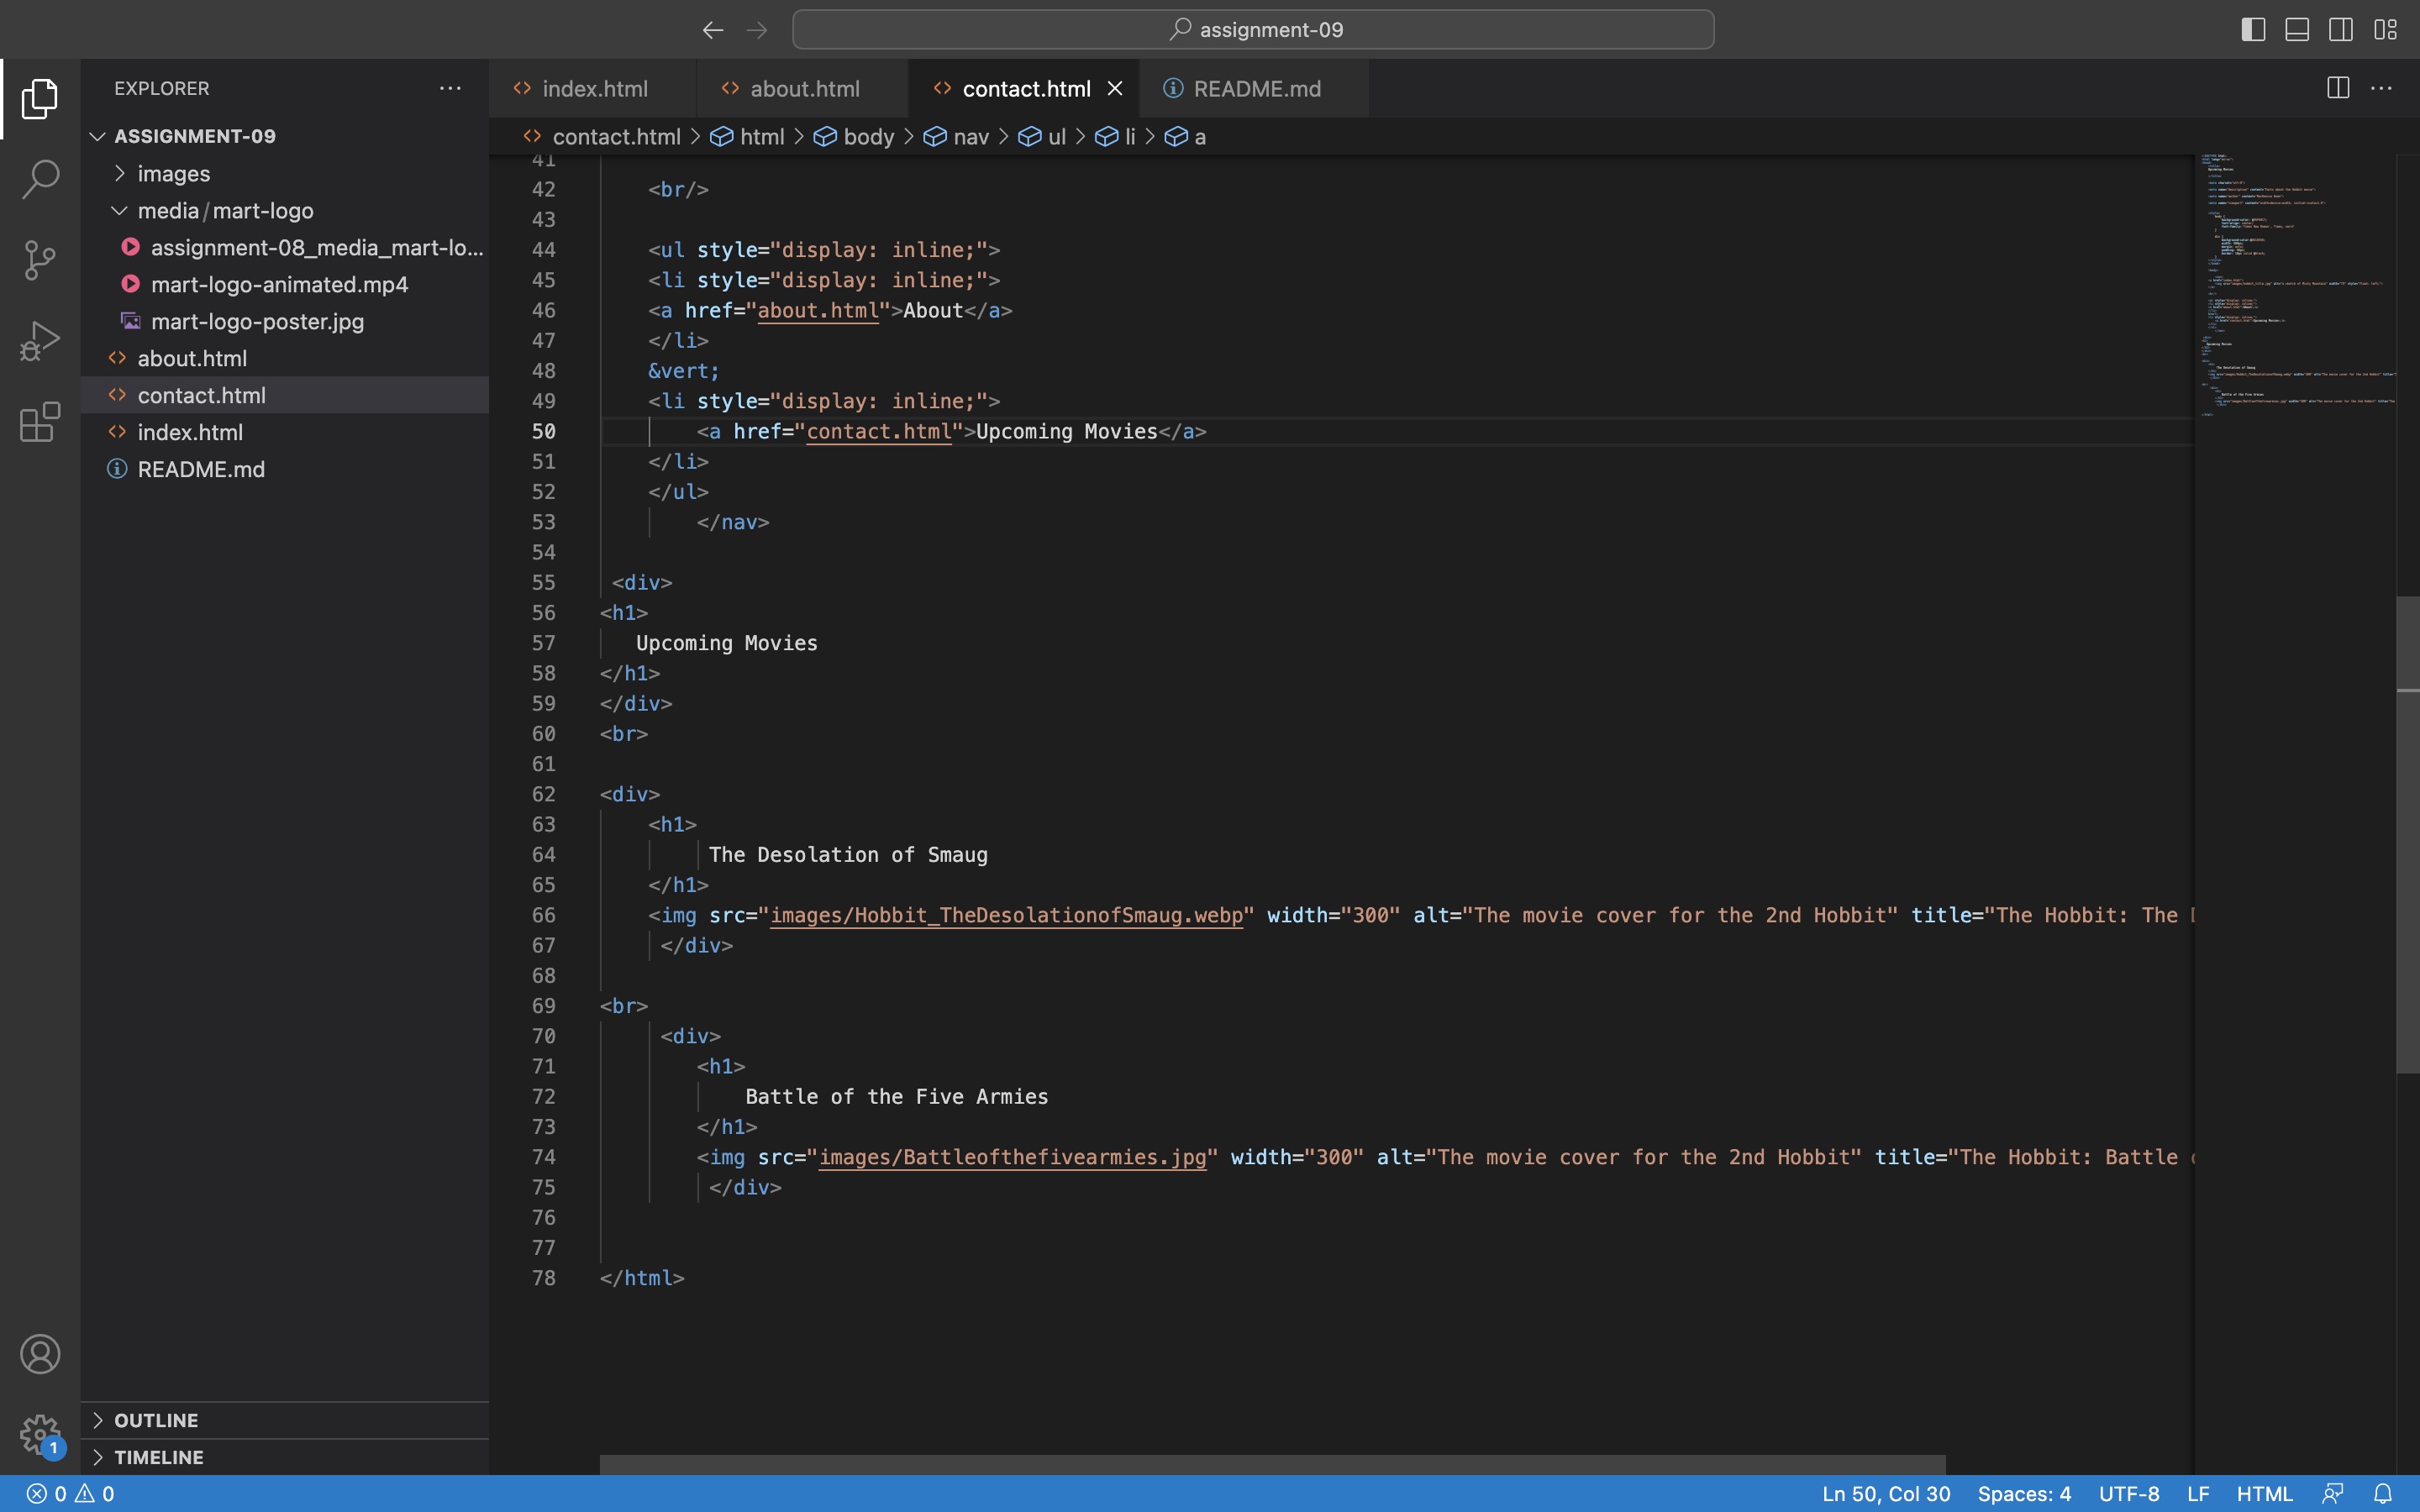 assignment-09
EXPLORER
ASSIGNMENT-09
images
media/mart-logo
assignment-08_media_mart-lo...
mart-logo-animated.mp4
mart-logo-poster.jpg
about.html
contact.html
index.html
README.md
OUTLINE
TIMELINE
1
index.html
about.html
contact.html
README.md
contact.html > html > body > nav > ul > li > a
41
42 <br/>
43
44 <ul style="display: inline;">
45 <li style="display: inline;">
46 <a href="about.html">About</a>
47 </li>
48 &vert;
49 <li style="display: inline;">
50 <a href="contact.html">Upcoming Movies</a>
51 </li>
52 </ul>
53 </nav>
54
55 <div>
56 <h1>
57 Upcoming Movies
58 </h1>
59 </div>
60 <br>
61
62 <div>
63 <h1>
64 The Desolation of Smaug
65 </h1>
66 <img src="images/Hobbit_TheDesolationofSmaug.webp" width="300" alt="The movie cover for the 2nd Hobbit" title="The Hobbit: The
67 </div>
68
69 <br>
70 <div>
71 <h1>
72 Battle of the Five Armies
73 </h1>
74 <img src="images/Battleofthefivearmies.jpg" width="300" alt="The movie cover for the 2nd Hobbit" title="The Hobbit: Battle
75 </div>
76
77
78 </html>
0 0
Ln 50, Col 30 Spaces: 4 UTF-8 LF HTML